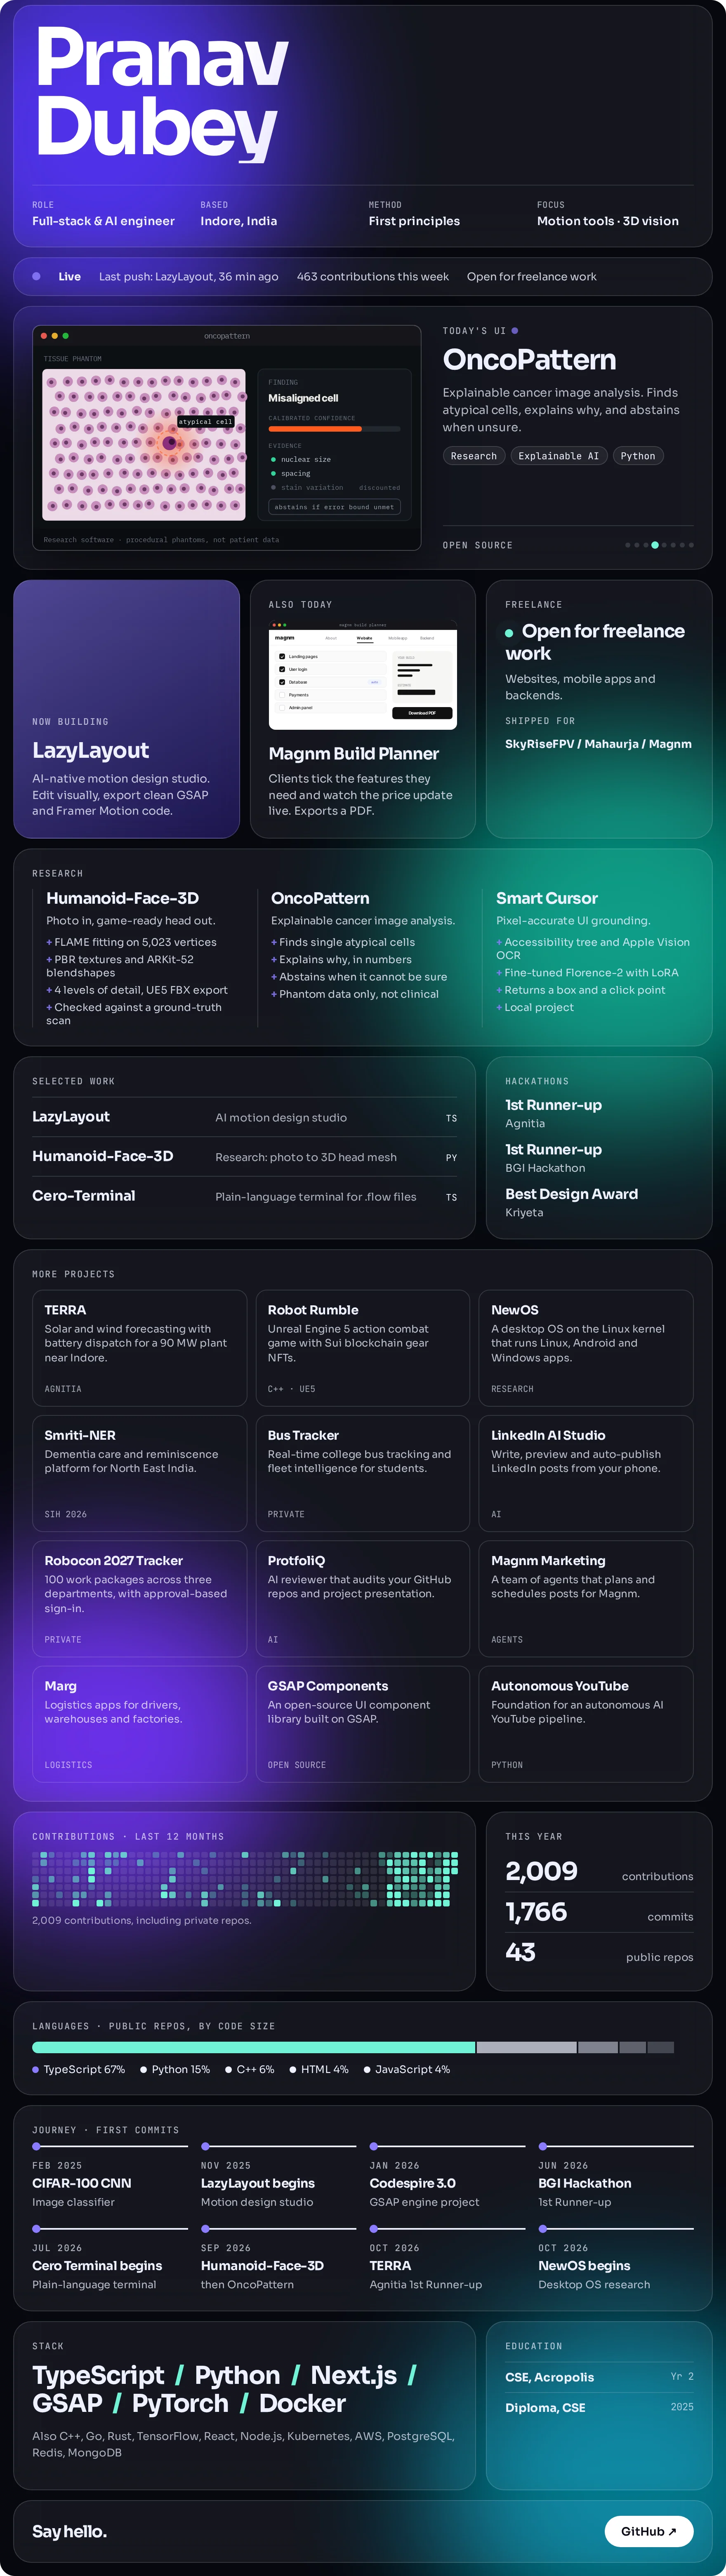 Pranav
Dubey
ROLE
Full-stack & AI engineer
BASED
Indore, India
METHOD
First principles
FOCUS
Motion tools · 3D vision
Live
Last push: LazyLayout, 36 min ago
463 contributions this week
Open for freelance work
oncopattern
TISSUE PHANTOM
atypical cell
FINDING
Misaligned cell
CALIBRATED CONFIDENCE
EVIDENCE
nuclear size
spacing
stain variation
discounted
abstains if error bound unmet
Research software · procedural phantoms, not patient data
TODAY'S UI
OncoPattern
Explainable cancer image analysis. Finds
atypical cells, explains why, and abstains
when unsure.
Research
Explainable AI
Python
OPEN SOURCE
NOW BUILDING
LazyLayout
AI-native motion design studio.
Edit visually, export clean GSAP
and Framer Motion code.
ALSO TODAY
magnm build planner
magnm
About
Website
Mobile app
Backend
Landing pages
User login
Database
Payments
Admin panel
Download PDF
Magnm Build Planner
Clients tick the features they
need and watch the price update
live. Exports a PDF.
FREELANCE
Open for freelance
work
Websites, mobile apps and
backends.
SHIPPED FOR
SkyRiseFPV / Mahaurja / Magnm
RESEARCH
Humanoid-Face-3D
Photo in, game-ready head out.
+ FLAME fitting on 5,023 vertices
+ PBR textures and ARKit-52
blendshapes
+ 4 levels of detail, UE5 FBX export
+ Checked against a ground-truth
scan
OncoPattern
Explainable cancer image analysis.
+ Finds single atypical cells
+ Explains why, in numbers
+ Abstains when it cannot be sure
+ Phantom data only, not clinical
Smart Cursor
Pixel-accurate UI grounding.
+ Accessibility tree and Apple Vision
OCR
+ Fine-tuned Florence-2 with LoRA
+ Returns a box and a click point
+ Local project
SELECTED WORK
LazyLayout
AI motion design studio
TS
Humanoid-Face-3D
Research: photo to 3D head mesh
PY
Cero-Terminal
Plain-language terminal for .flow files
TS
HACKATHONS
1st Runner-up
Agnitia
1st Runner-up
BGI Hackathon
Best Design Award
Kriyeta
MORE PROJECTS
TERRA
Solar and wind forecasting with
battery dispatch for a 90 MW plant
near Indore.
AGNITIA
Robot Rumble
Unreal Engine 5 action combat
game with Sui blockchain gear
NFTs.
C++ · UE5
NewOS
A desktop OS on the Linux kernel
that runs Linux, Android and
Windows apps.
RESEARCH
Smriti-NER
Dementia care and reminiscence
platform for North East India.
SIH 2026
Bus Tracker
Real-time college bus tracking and
fleet intelligence for students.
PRIVATE
LinkedIn AI Studio
Write, preview and auto-publish
LinkedIn posts from your phone.
AI
Robocon 2027 Tracker
100 work packages across three
departments, with approval-based
sign-in.
PRIVATE
ProtfoliQ
AI reviewer that audits your GitHub
repos and project presentation.
AI
Magnm Marketing
A team of agents that plans and
schedules posts for Magnm.
AGENTS
Marg
Logistics apps for drivers,
warehouses and factories.
LOGISTICS
GSAP Components
An open-source UI component
library built on GSAP.
OPEN SOURCE
Autonomous YouTube
Foundation for an autonomous AI
YouTube pipeline.
PYTHON
CONTRIBUTIONS · LAST 12 MONTHS
2,009 contributions, including private repos.
THIS YEAR
2,009
contributions
1,766
commits
43
public repos
LANGUAGES · PUBLIC REPOS, BY CODE SIZE
TypeScript 67%
Python 15%
C++ 6%
HTML 4%
JavaScript 4%
JOURNEY · FIRST COMMITS
FEB 2025
CIFAR-100 CNN
Image classifier
NOV 2025
LazyLayout begins
Motion design studio
JAN 2026
Codespire 3.0
GSAP engine project
JUN 2026
BGI Hackathon
1st Runner-up
JUL 2026
Cero Terminal begins
Plain-language terminal
SEP 2026
Humanoid-Face-3D
then OncoPattern
OCT 2026
TERRA
Agnitia 1st Runner-up
OCT 2026
NewOS begins
Desktop OS research
STACK
TypeScript / Python / Next.js /
GSAP / PyTorch / Docker
Also C++, Go, Rust, TensorFlow, React, Node.js, Kubernetes, AWS, PostgreSQL,
Redis, MongoDB
EDUCATION
CSE, Acropolis
Yr 2
Diploma, CSE
2025
Say hello.
GitHub ↗